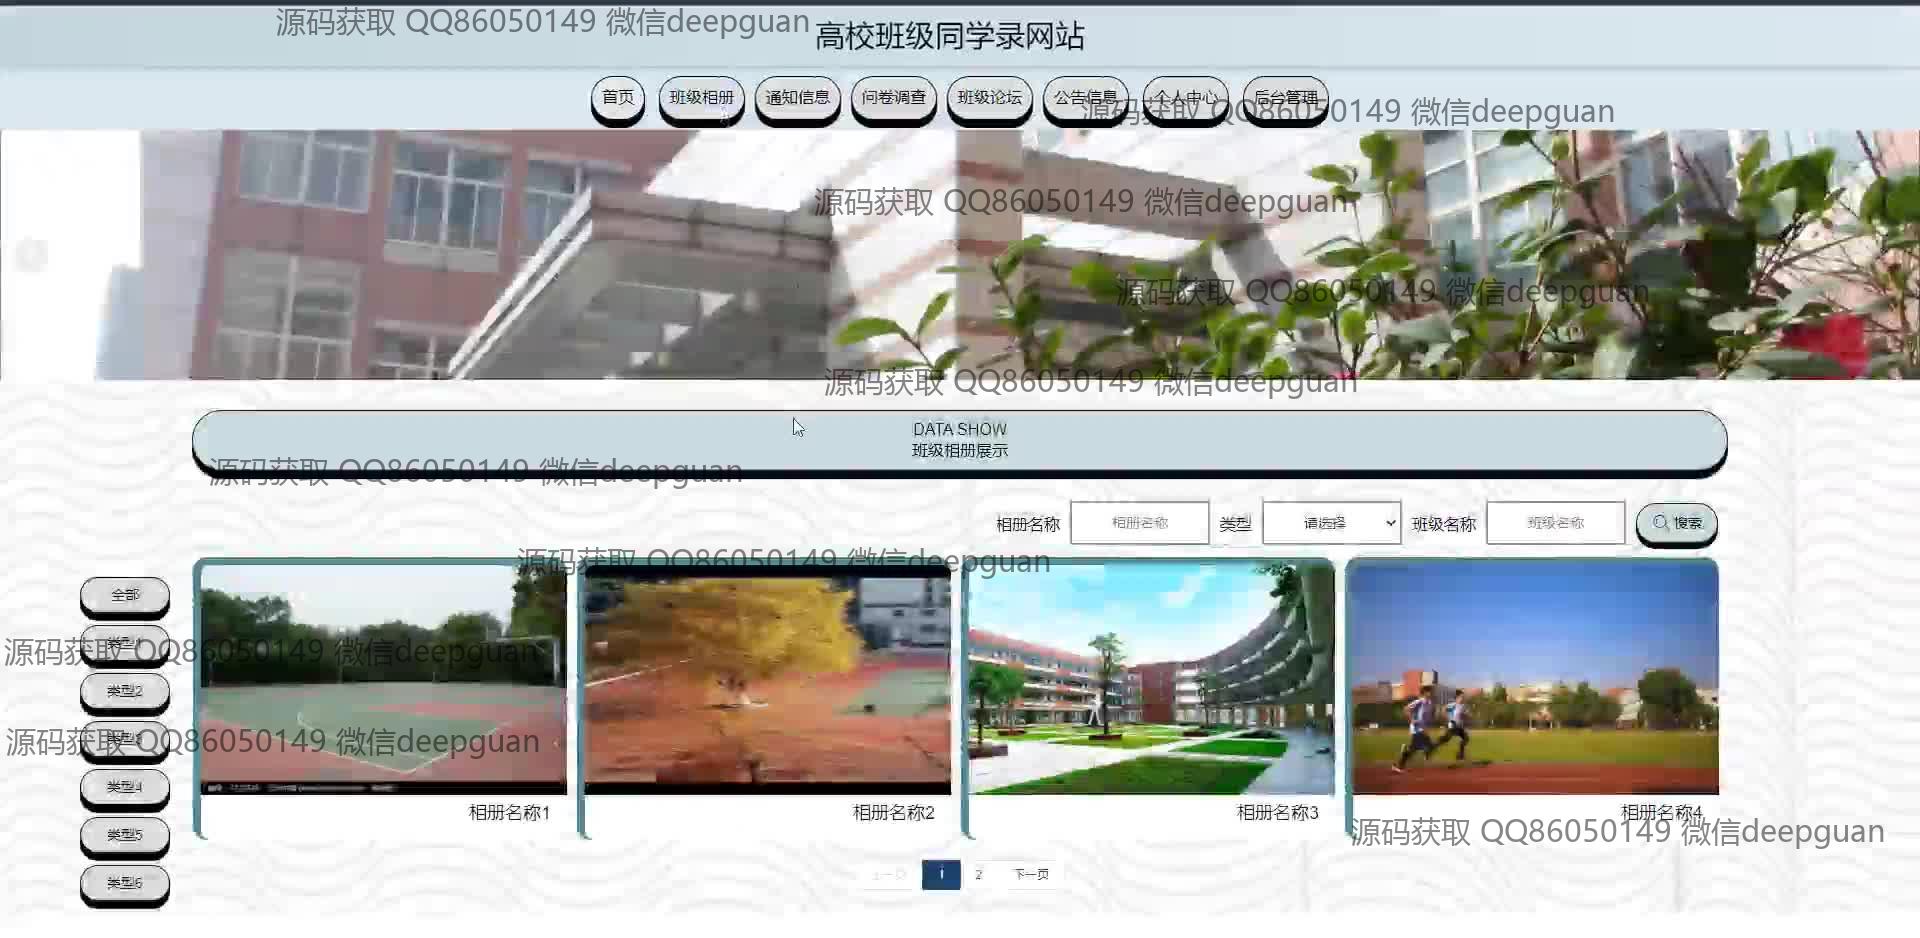 源码获取 QQ86050149 微信deepguan
高校班级同学录网站
首页 班级相册 通知信息 问卷调查 班级论坛 公告信息 个人中心 后台管理
源码获取 QQ86050149 微信deepguan
源码获取 QQ86050149 微信deepguan
源码获取 QQ86050149 微信deepguan
源码获取 QQ86050149 微信deepguan
DATA SHOW
班级相册展示
源码获取 QQ86050149 微信deepguan
相册名称 相册名称 类型 请选择 班级名称 班级名称 搜索
源码获取 QQ86050149 微信deepguan
全部
源码获取 QQ86050149 微信deepguan
类型2
源码获取 QQ86050149 微信deepguan
类型4
相册名称1 相册名称2 相册名称3 相册名称4
源码获取 QQ86050149 微信deepguan
类型5
上一页 1 2 下一页
类型6